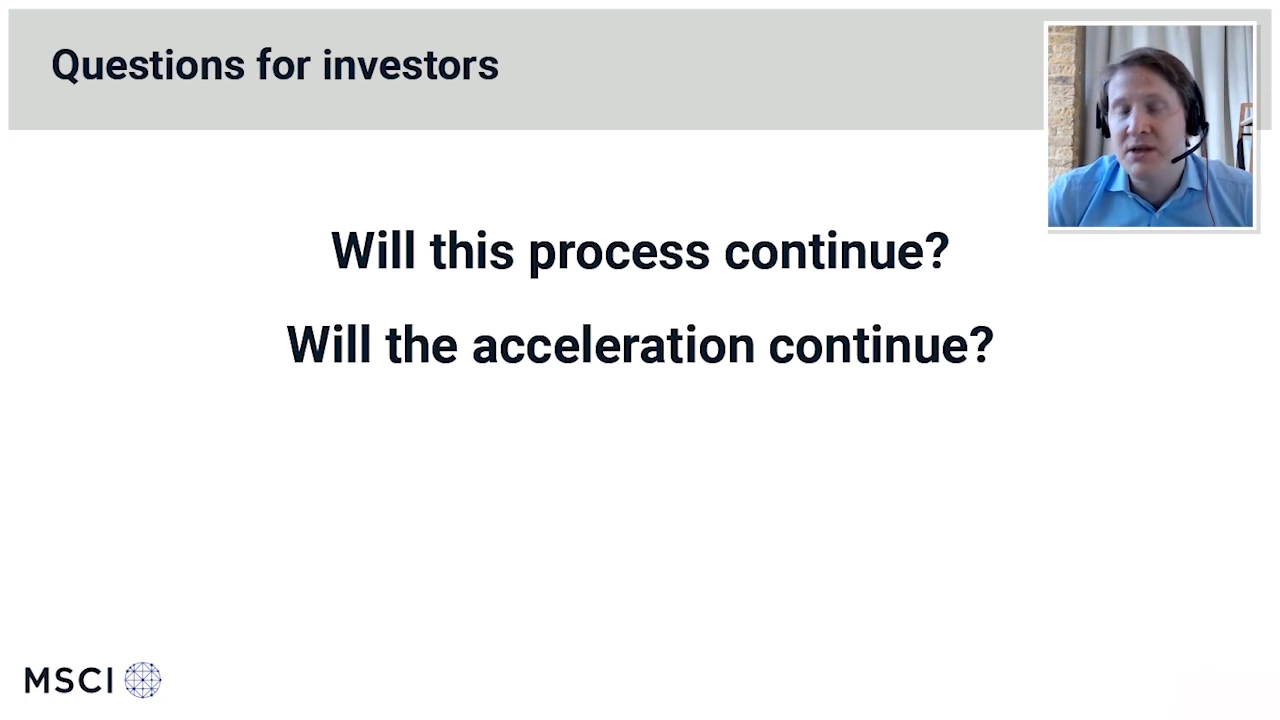 Questions for investors
Will this process continue?
Will the acceleration continue?
MSCI